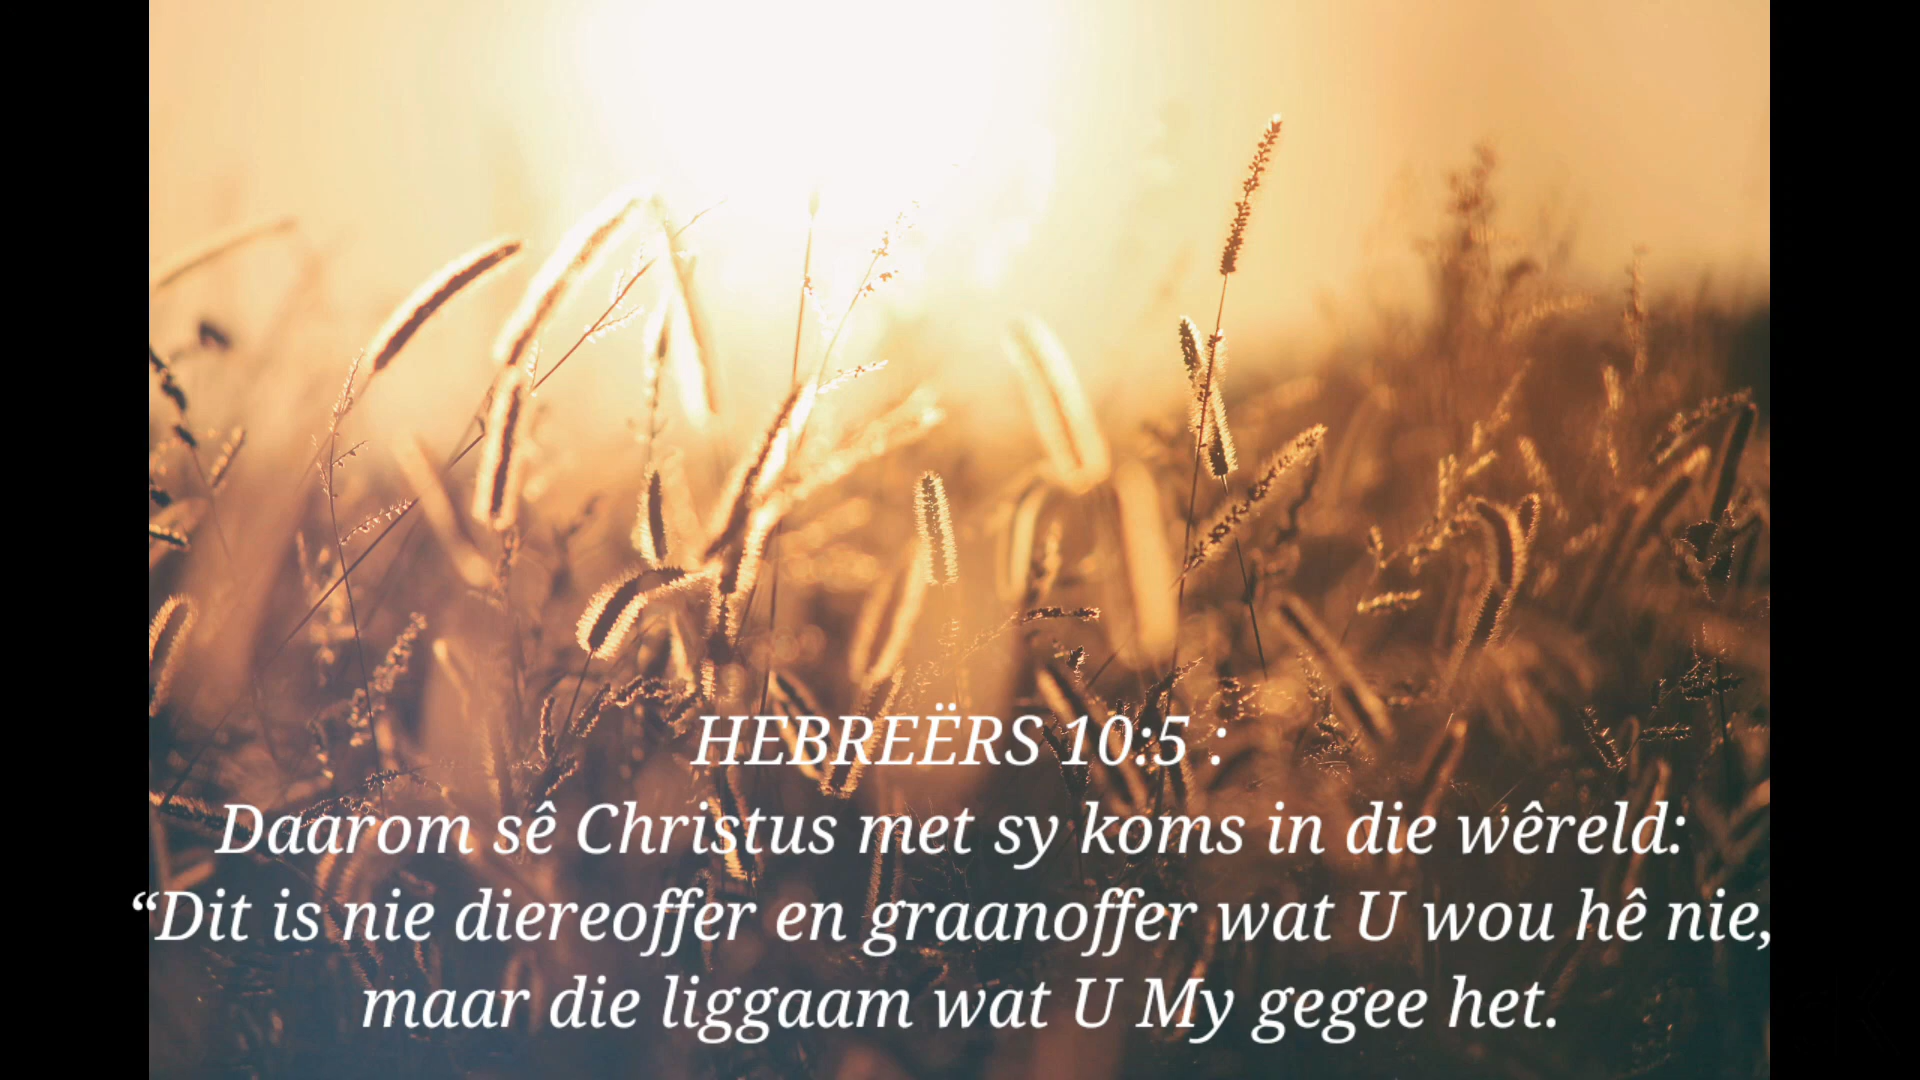 HEBREËRS 10:5 :
Daarom sê Christus met sy koms in die wêreld:
“Dit is nie diereoffer en graanoffer wat U wou hê nie,
maar die liggaam wat U My gegee het.